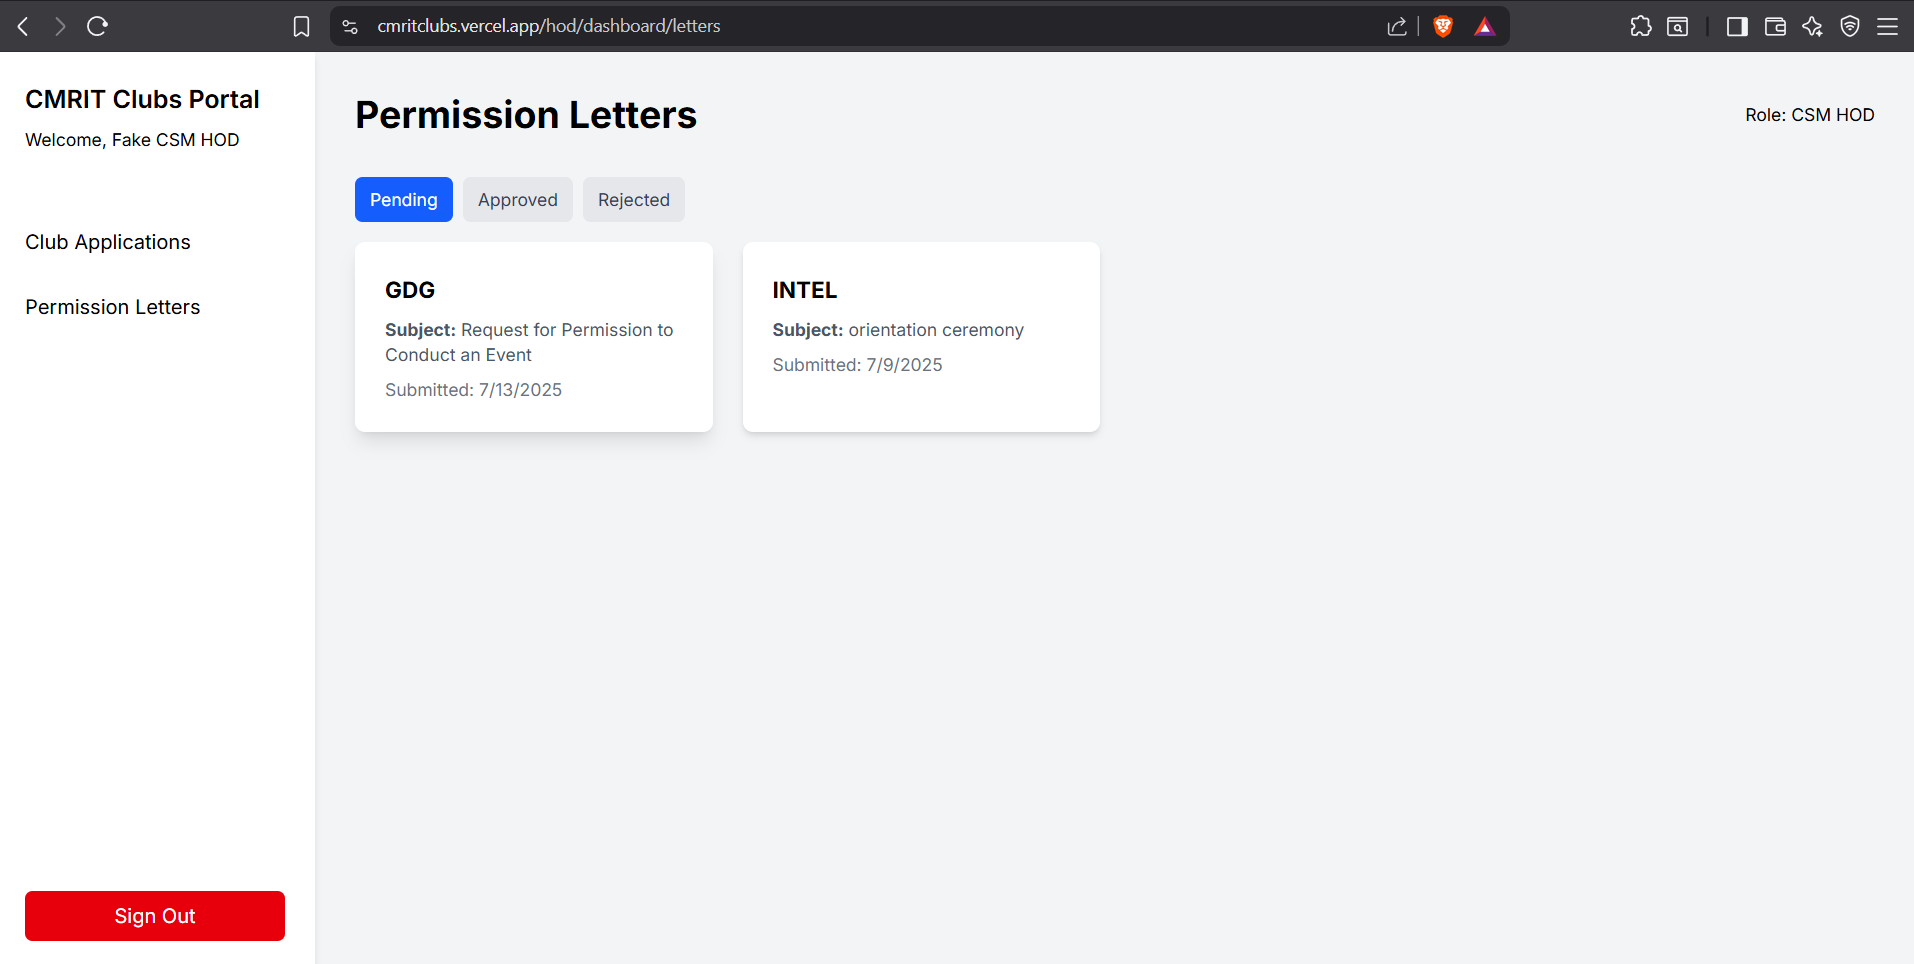 cmritclubs.vercel.app/hod/dashboard/letters
CMRIT Clubs Portal
Welcome, Fake CSM HOD
Club Applications
Permission Letters
Sign Out
Permission Letters
Role: CSM HOD
Pending
Approved
Rejected
GDG
Subject: Request for Permission to
Conduct an Event
Submitted: 7/13/2025
INTEL
Subject: orientation ceremony
Submitted: 7/9/2025